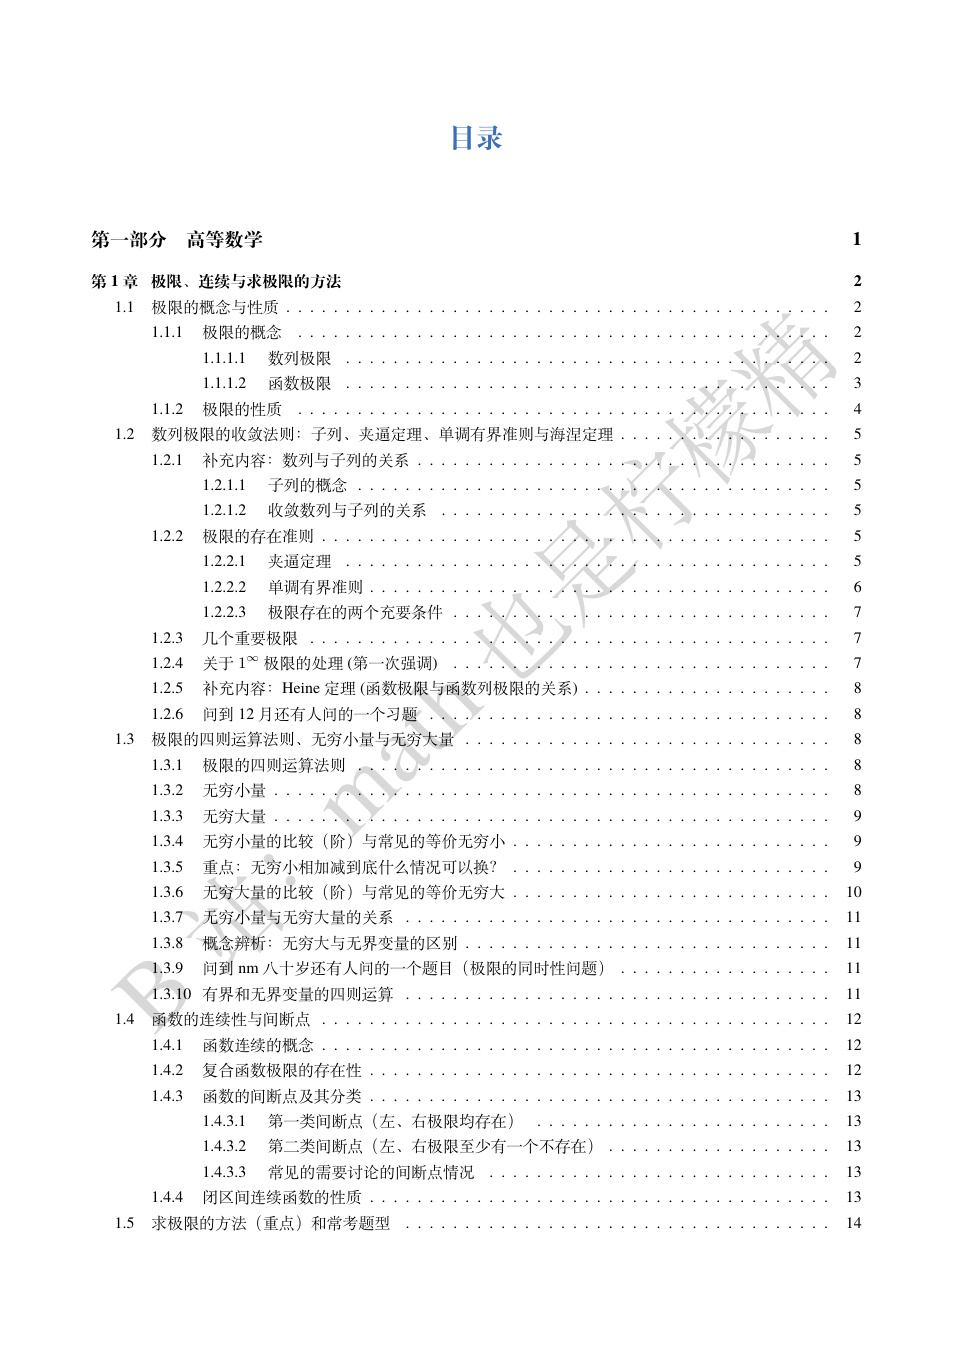 目录
第一部分 高等数学 1
第 1 章 极限、连续与求极限的方法 2
1.1 极限的概念与性质 . . . . . . . . . . . . . . . . . . . . 2
1.1.1 极限的概念 . . . . . . . . . . . . . . . . . . . . 2
1.1.1.1 数列极限 . . . . . . . . . . . . . . . . . . . . 2
1.1.1.2 函数极限 . . . . . . . . . . . . . . . . . . . . 3
1.1.2 极限的性质 . . . . . . . . . . . . . . . . . . . . 4
1.2 数列极限的收敛法则：子列、夹逼定理、单调有界准则与海涅定理 . . . . . . . . . . 5
1.2.1 补充内容：数列与子列的关系 . . . . . . . . . . . . . . . . . . . . 5
1.2.1.1 子列的概念 . . . . . . . . . . . . . . . . . . . . 5
1.2.1.2 收敛数列与子列的关系 . . . . . . . . . . . . . . . . . . . . 5
1.2.2 极限的存在准则 . . . . . . . . . . . . . . . . . . . . 5
1.2.2.1 夹逼定理 . . . . . . . . . . . . . . . . . . . . 5
1.2.2.2 单调有界准则 . . . . . . . . . . . . . . . . . . . . 6
1.2.2.3 极限存在的两个充要条件 . . . . . . . . . . . . . . . . . . . . 7
1.2.3 几个重要极限 . . . . . . . . . . . . . . . . . . . . 7
1.2.4 关于 1^∞ 极限的处理 (第一次强调) . . . . . . . . . . . . . . . . . . . . 7
1.2.5 补充内容：Heine 定理 (函数极限与函数列极限的关系) . . . . . . . . . . . . . . . 8
1.2.6 问到 12 月还有人问的一个习题 . . . . . . . . . . . . . . . . . . . . 8
1.3 极限的四则运算法则、无穷小量与无穷大量 . . . . . . . . . . . . . . . . . . . . 8
1.3.1 极限的四则运算法则 . . . . . . . . . . . . . . . . . . . . 8
1.3.2 无穷小量 . . . . . . . . . . . . . . . . . . . . 8
1.3.3 无穷大量 . . . . . . . . . . . . . . . . . . . . 9
1.3.4 无穷小量的比较（阶）与常见的等价无穷小 . . . . . . . . . . . . . . . . . . . . 9
1.3.5 重点：无穷小相加减到底什么情况可以换？ . . . . . . . . . . . . . . . . . . . . 9
1.3.6 无穷大量的比较（阶）与常见的等价无穷大 . . . . . . . . . . . . . . . . . . . . 10
1.3.7 无穷小量与无穷大量的关系 . . . . . . . . . . . . . . . . . . . . 11
1.3.8 概念辨析：无穷大与无界变量的区别 . . . . . . . . . . . . . . . . . . . . 11
1.3.9 问到 nm 八十岁还有人问的一个题目（极限的同时性问题） . . . . . . . . . . . . . . 11
1.3.10 有界和无界变量的四则运算 . . . . . . . . . . . . . . . . . . . . 11
1.4 函数的连续性与间断点 . . . . . . . . . . . . . . . . . . . . 12
1.4.1 函数连续的概念 . . . . . . . . . . . . . . . . . . . . 12
1.4.2 复合函数极限的存在性 . . . . . . . . . . . . . . . . . . . . 12
1.4.3 函数的间断点及其分类 . . . . . . . . . . . . . . . . . . . . 13
1.4.3.1 第一类间断点（左、右极限均存在） . . . . . . . . . . . . . . . . . . . 13
1.4.3.2 第二类间断点（左、右极限至少有一个不存在） . . . . . . . . . . . . . . . 13
1.4.3.3 常见的需要讨论的间断点情况 . . . . . . . . . . . . . . . . . . . . 13
1.4.4 闭区间连续函数的性质 . . . . . . . . . . . . . . . . . . . . 13
1.5 求极限的方法（重点）和常考题型 . . . . . . . . . . . . . . . . . . . . 14
B 站：math 也是柠檬精